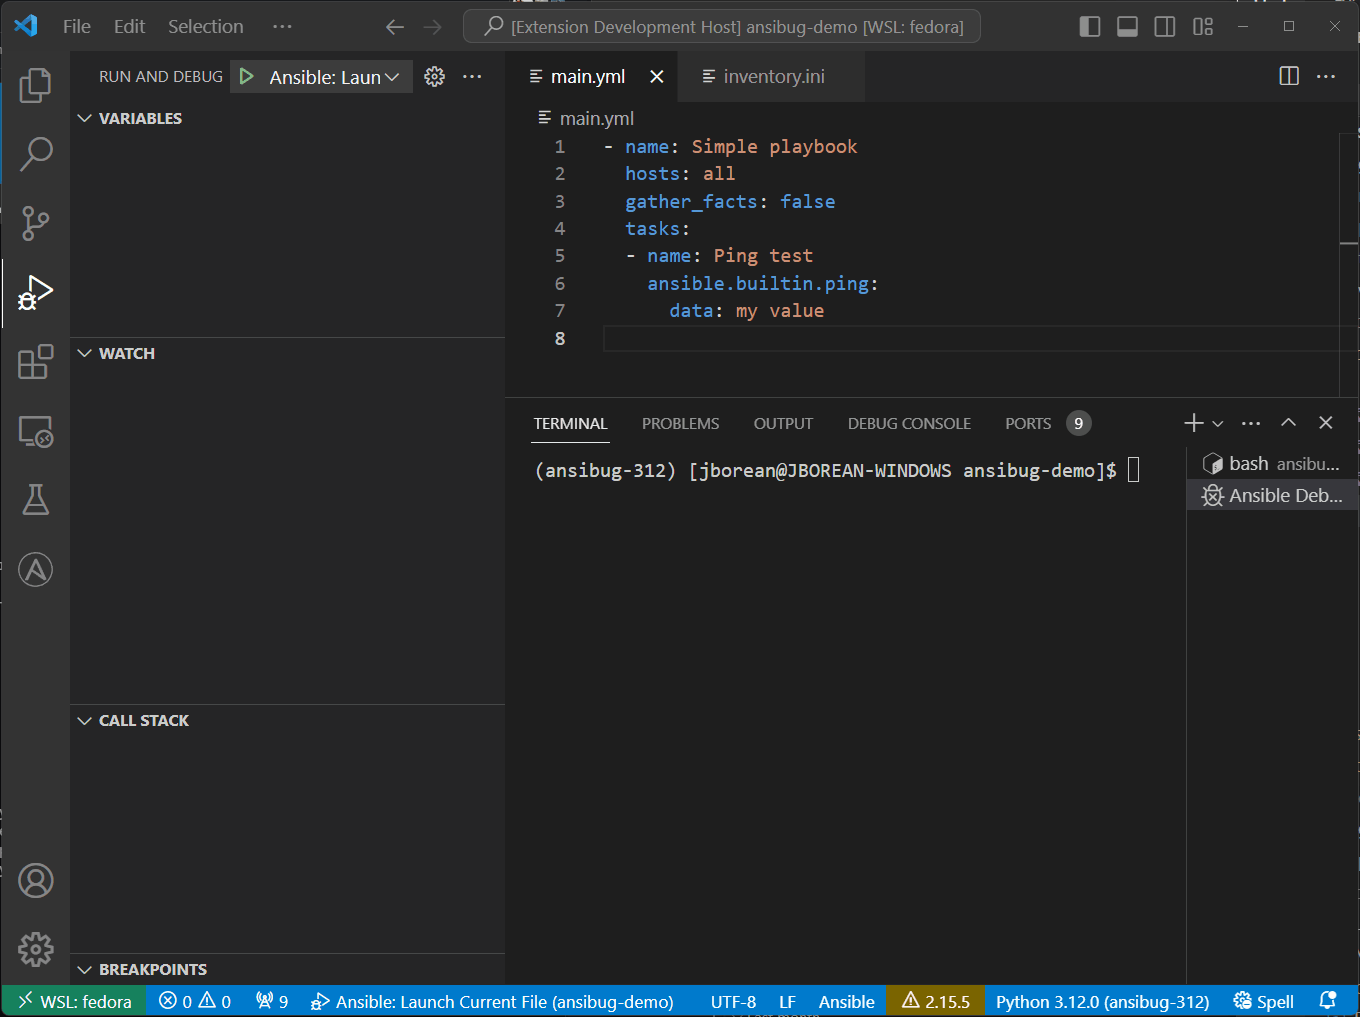 File Edit Selection ···
[Extension Development Host] ansibug-demo [WSL: fedora]
RUN AND DEBUG
Ansible: Laun
main.yml
inventory.ini
VARIABLES
WATCH
CALL STACK
BREAKPOINTS
main.yml
1 - name: Simple playbook
2 hosts: all
3 gather_facts: false
4 tasks:
5 - name: Ping test
6 ansible.builtin.ping:
7 data: my value
8
TERMINAL PROBLEMS OUTPUT DEBUG CONSOLE PORTS 9
(ansibug-312) [jborean@JBOREAN-WINDOWS ansibug-demo]$
bash ansibu...
Ansible Deb...
WSL: fedora 0 0 9 Ansible: Launch Current File (ansibug-demo) UTF-8 LF Ansible 2.15.5 Python 3.12.0 (ansibug-312) Spell